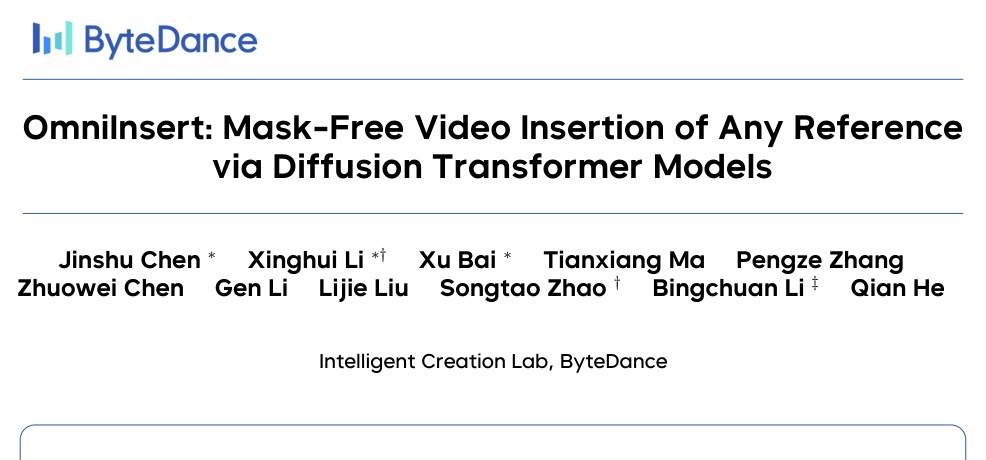 ByteDance
OmniInsert: Mask-Free Video Insertion of Any Reference
via Diffusion Transformer Models
Jinshu Chen * Xinghui Li *† Xu Bai * Tianxiang Ma Pengze Zhang
Zhuowei Chen Gen Li Lijie Liu Songtao Zhao † Bingchuan Li ‡ Qian He
Intelligent Creation Lab, ByteDance